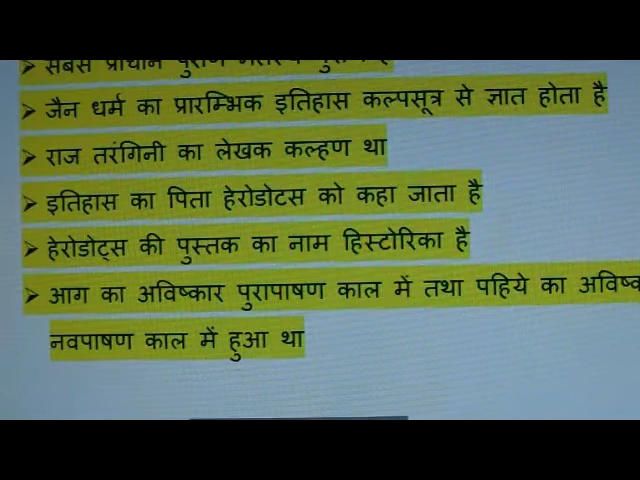 ➤ सबसे प्राचीन पुराण
➤ जैन धर्म का प्रारम्भिक इतिहास कल्पसूत्र से ज्ञात होता है
➤ राज तरंगिनी का लेखक कल्हण था
➤ इतिहास का पिता हेरोडोटस को कहा जाता है
➤ हेरोडोट्स की पुस्तक का नाम हिस्टोरिका है
➤ आग का अविष्कार पुरापाषण काल में तथा पहिये का
नवपाषण काल में हुआ था